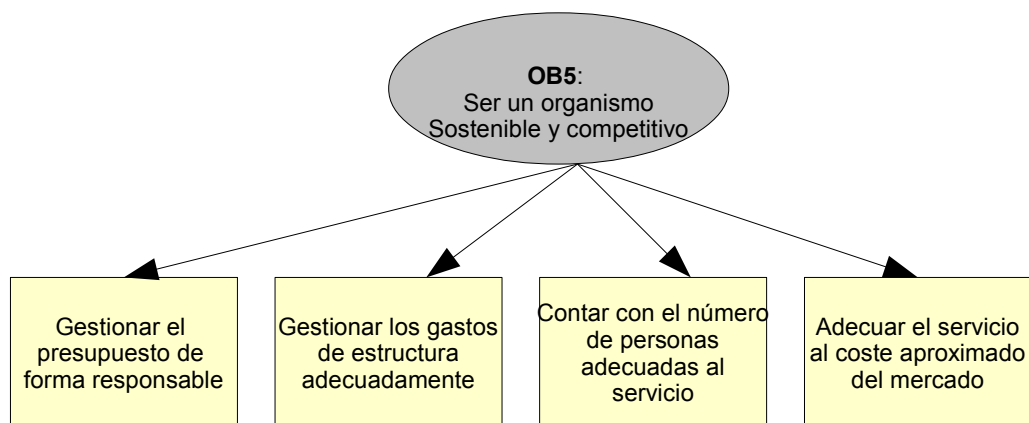 OB5:
Ser un organismo
Sostenible y competitivo
Gestionar el
presupuesto de
forma responsable
Gestionar los gastos
de estructura
adecuadamente
Contar con el número
de personas
adecuadas al
servicio
Adecuar el servicio
al coste aproximado
del mercado